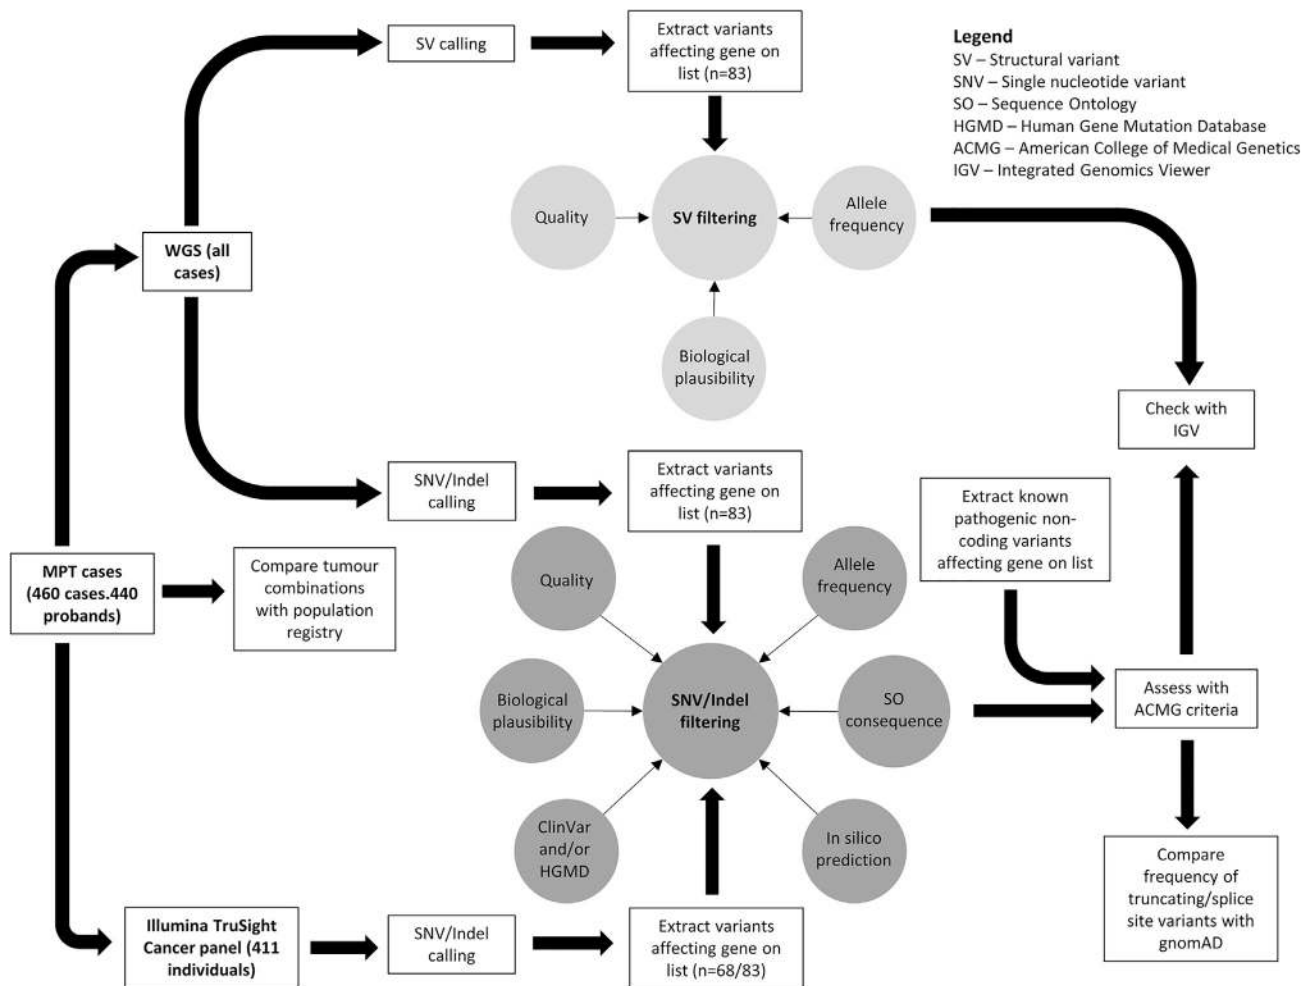 SV calling
Extract variants
affecting gene on
list (n=83)
Legend
SV – Structural variant
SNV – Single nucleotide variant
SO – Sequence Ontology
HGMD – Human Gene Mutation Database
ACMG – American College of Medical Genetics
IGV – Integrated Genomics Viewer
Quality
SV filtering
Allele
frequency
WGS (all
cases)
Biological
plausibility
Check with
IGV
SNV/Indel
calling
Extract variants
affecting gene on
list (n=83)
Extract known
pathogenic non-
coding variants
affecting gene on list
MPT cases
(460 cases.440
probands)
Compare tumour
combinations
with population
registry
Quality
Allele
frequency
Biological
plausibility
SNV/Indel
filtering
SO
consequence
Assess with
ACMG criteria
ClinVar
and/or
HGMD
In silico
prediction
Compare
frequency of
truncating/splice
site variants with
gnomAD
Illumina TruSight
Cancer panel (411
individuals)
SNV/Indel
calling
Extract variants
affecting gene on
list (n=68/83)